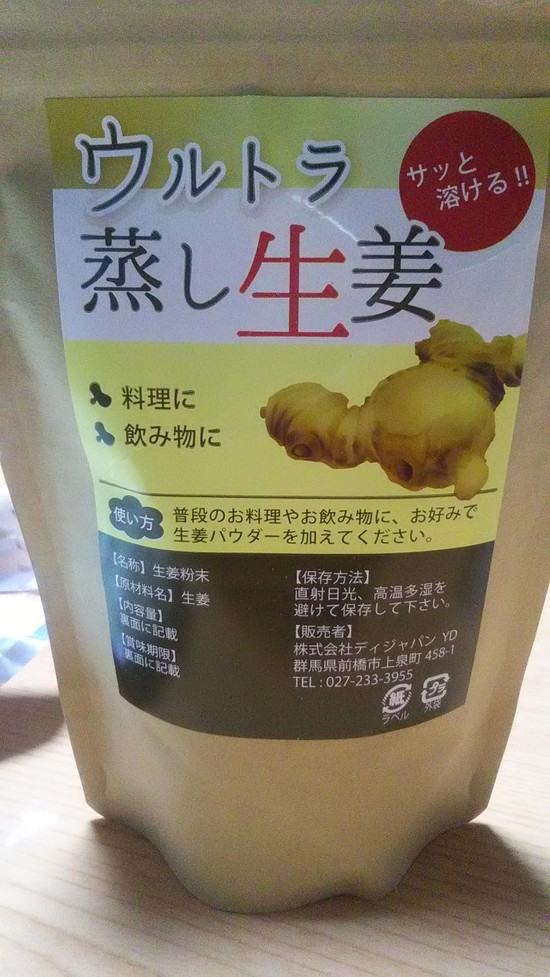 ウルトラ
蒸し生姜
サッと
溶ける!!
料理に
飲み物に
使い方
普段のお料理やお飲み物に、お好みで
生姜パウダーを加えてください。
【名称】生姜粉末
【原材料名】生姜
【内容量】
裏面に記載
【賞味期限】
裏面に記載
【保存方法】
直射日光、高温多湿を
避けて保存して下さい。
【販売者】
株式会社ディジャパン YD
群馬県前橋市上泉町 458-1
TEL : 027-233-3955
紙
ラベル
プラ
外袋